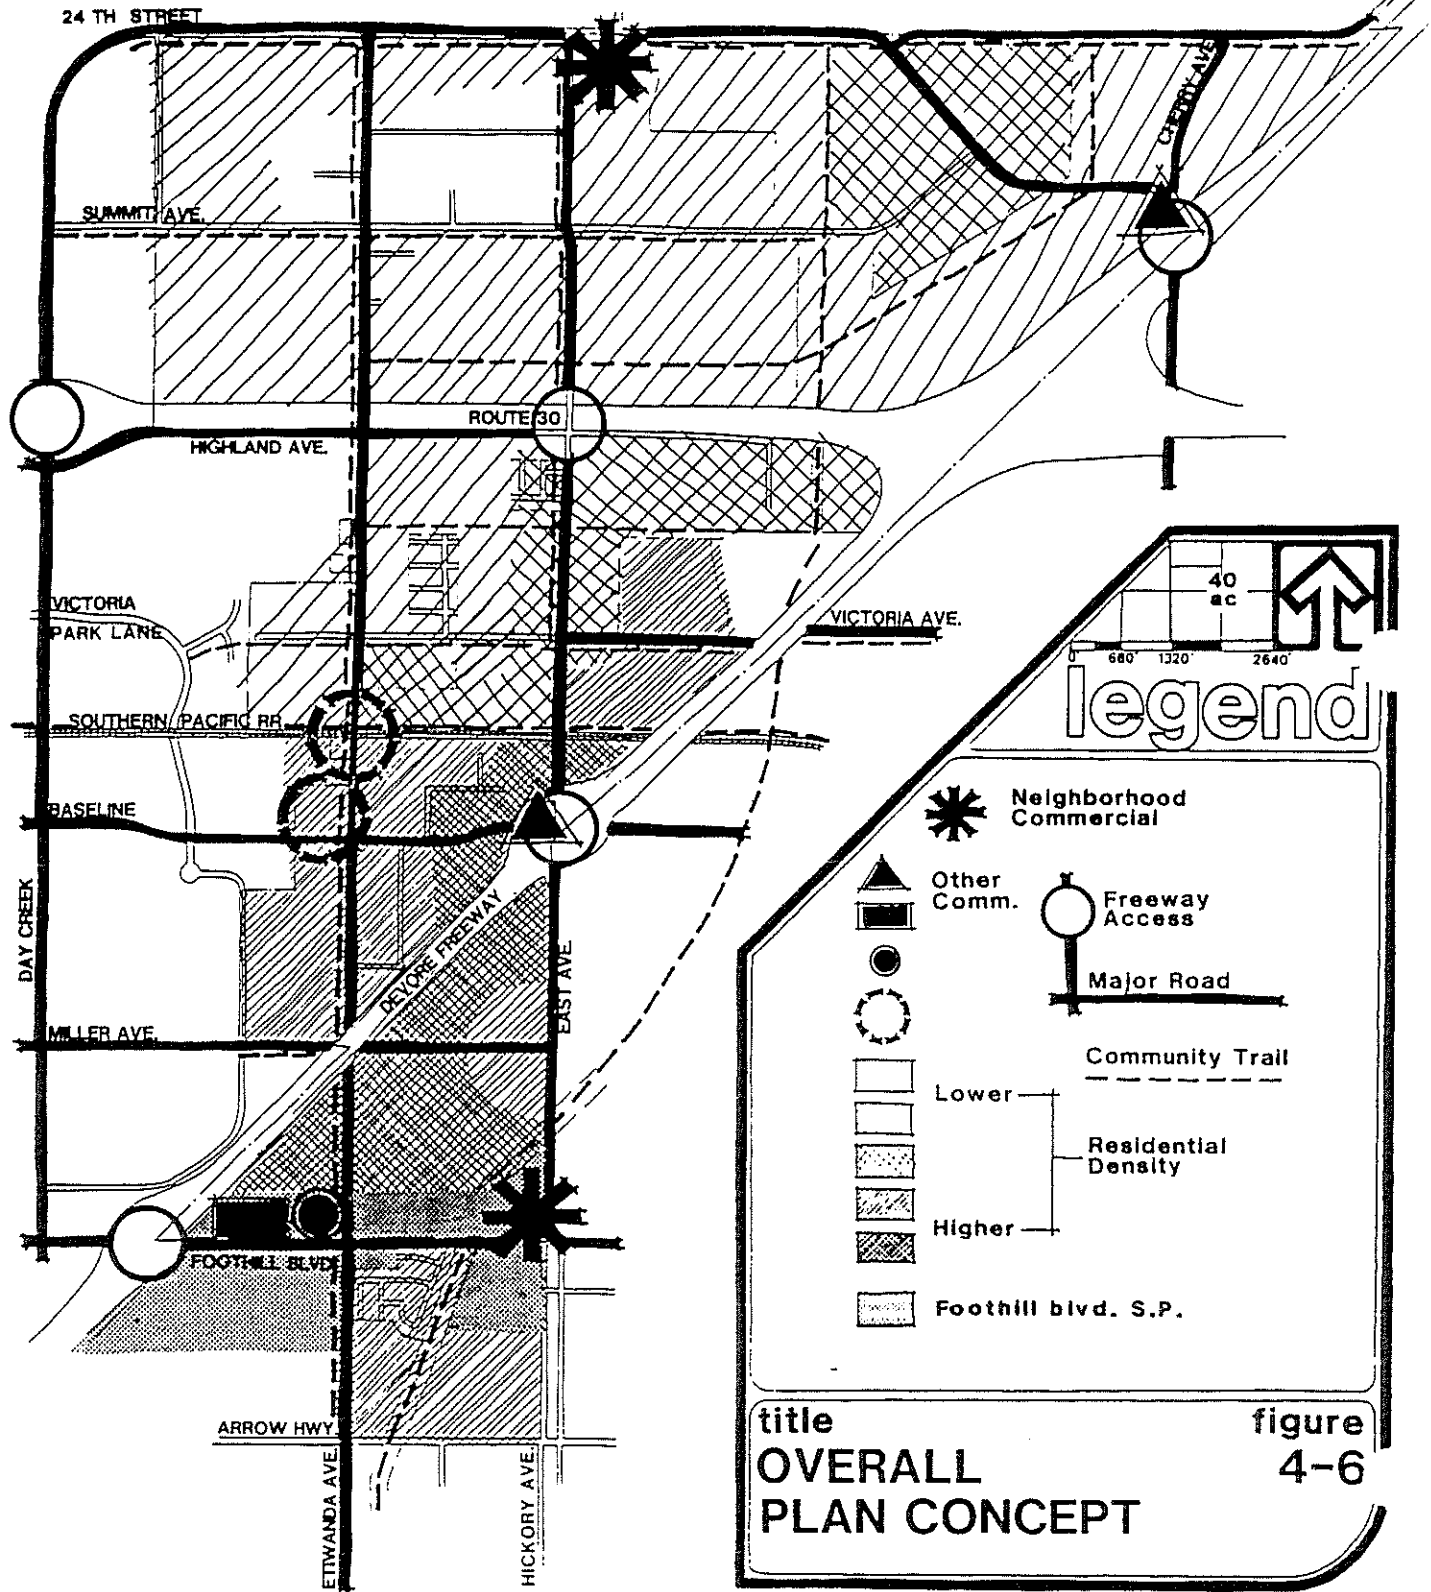 24 TH STREET
CHERRY AVE.
SUMMIT AVE.
ROUTE 30
HIGHLAND AVE.
VICTORIA
PARK LANE
VICTORIA AVE.
SOUTHERN PACIFIC RR
BASELINE
DAY CREEK
DEVORE FREEWAY
EAST AVE.
MILLER AVE.
FOOTHILL BLVD
ARROW HWY.
ETIWANDA AVE.
HICKORY AVE.
40
ac
0 660' 1320' 2640'
legend
Neighborhood
Commercial
Other
Comm.
Freeway
Access
Major Road
Community Trail
Lower
Residential
Density
Higher
Foothill blvd. S.P.
title
figure
OVERALL
4-6
PLAN CONCEPT